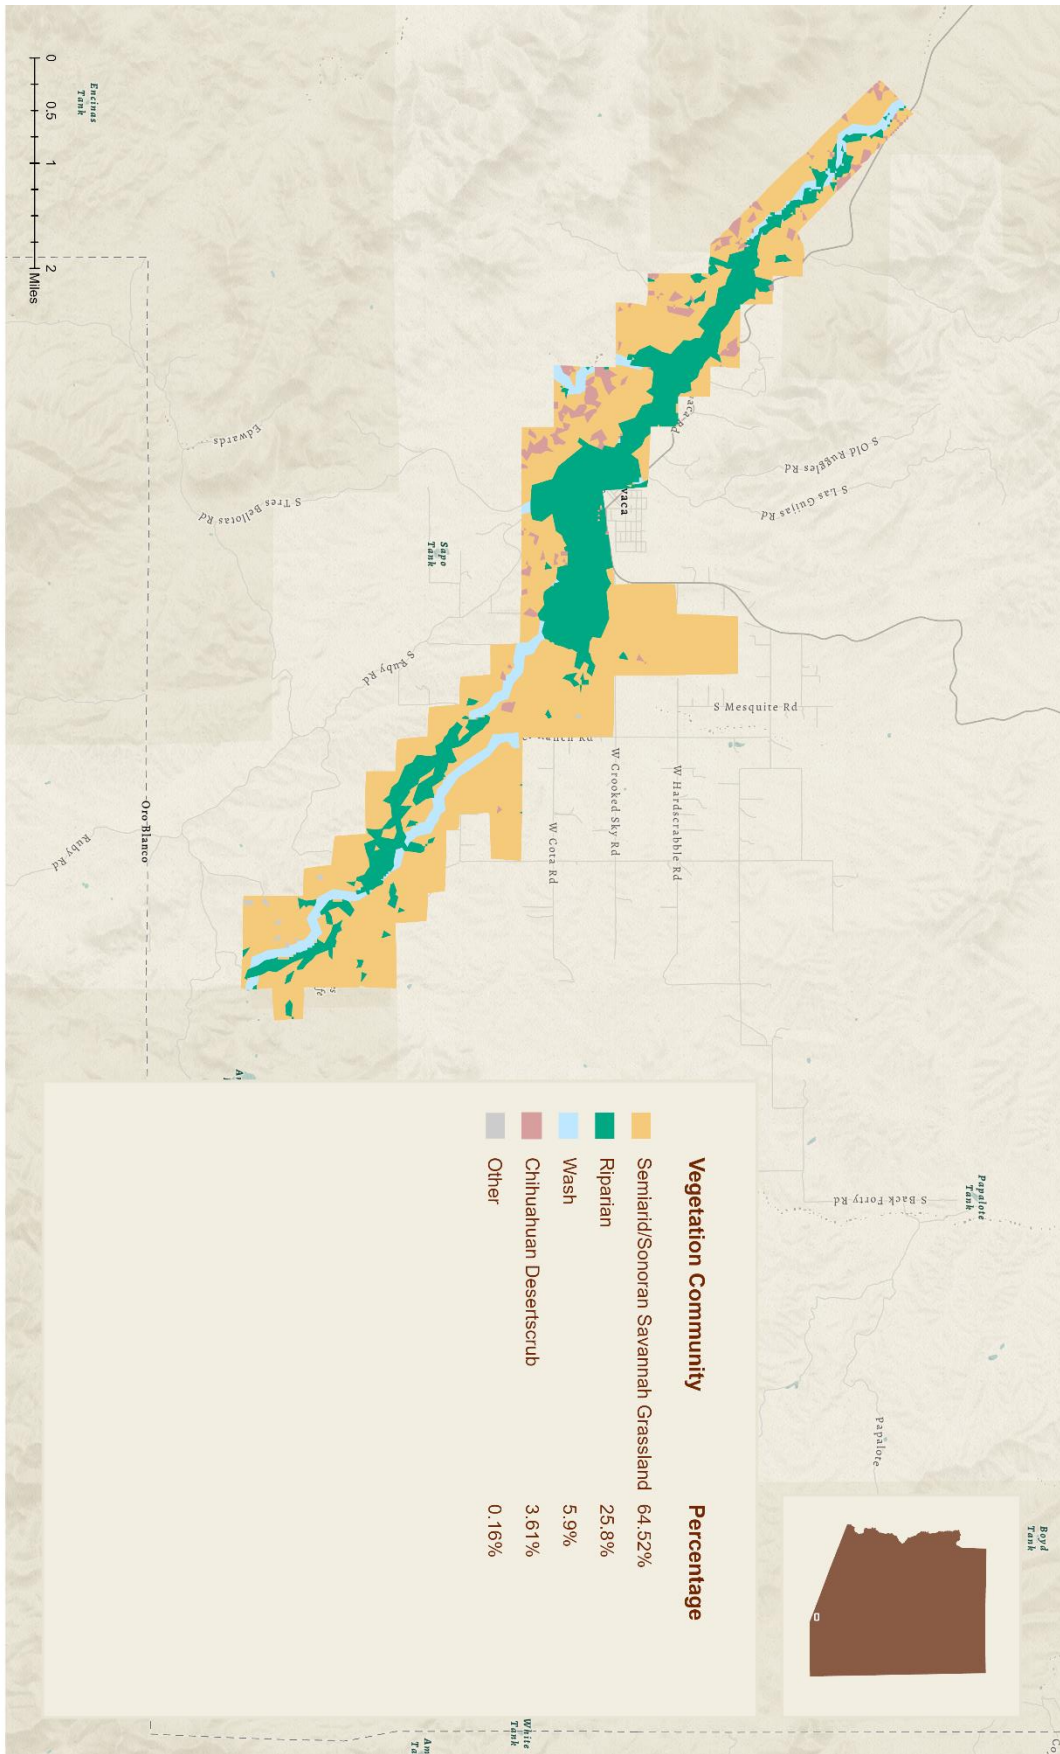 Boyd
Tank
Papalote
Tank
Papalote
S Back Forty Rd
S Old Ruggles Rd
S Las Guijas Rd
S Mesquite Rd
W Hardscrabble Rd
W Crooked Sky Rd
W Cota Rd
aca-Rd
vaca
Sapo
Tank
S Ruby Rd
S Tres Bellotas Rd
Edwards
Oro Blanco
Ruby Rd
Encinas
Tank
White
Tank
0 0.5 1 2
Miles
Vegetation Community Percentage
Semiarid/Sonoran Savannah Grassland 64.52%
Riparian 25.8%
Wash 5.9%
Chihuahuan Desertscrub 3.61%
Other 0.16%